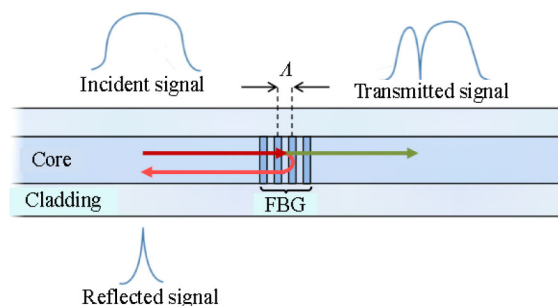 Incident signal
Λ
Transmitted signal
Core
Cladding
FBG
Reflected signal